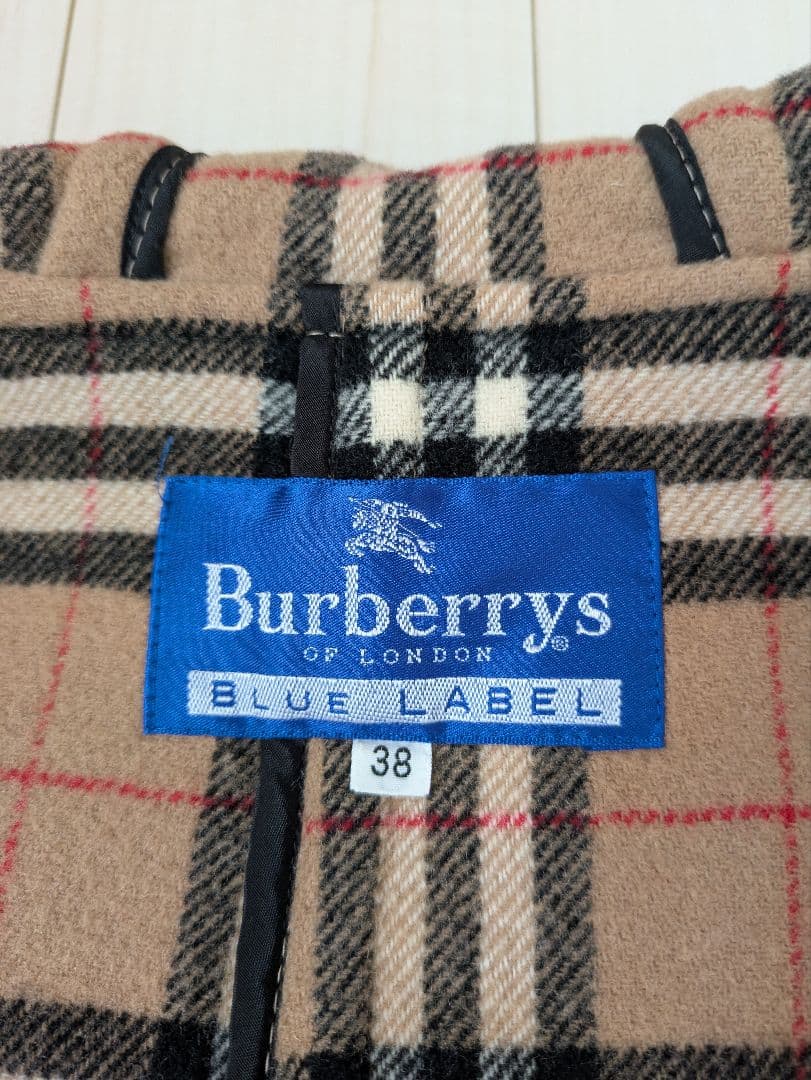 Burberrys®
OF LONDON
BLUE LABEL
38